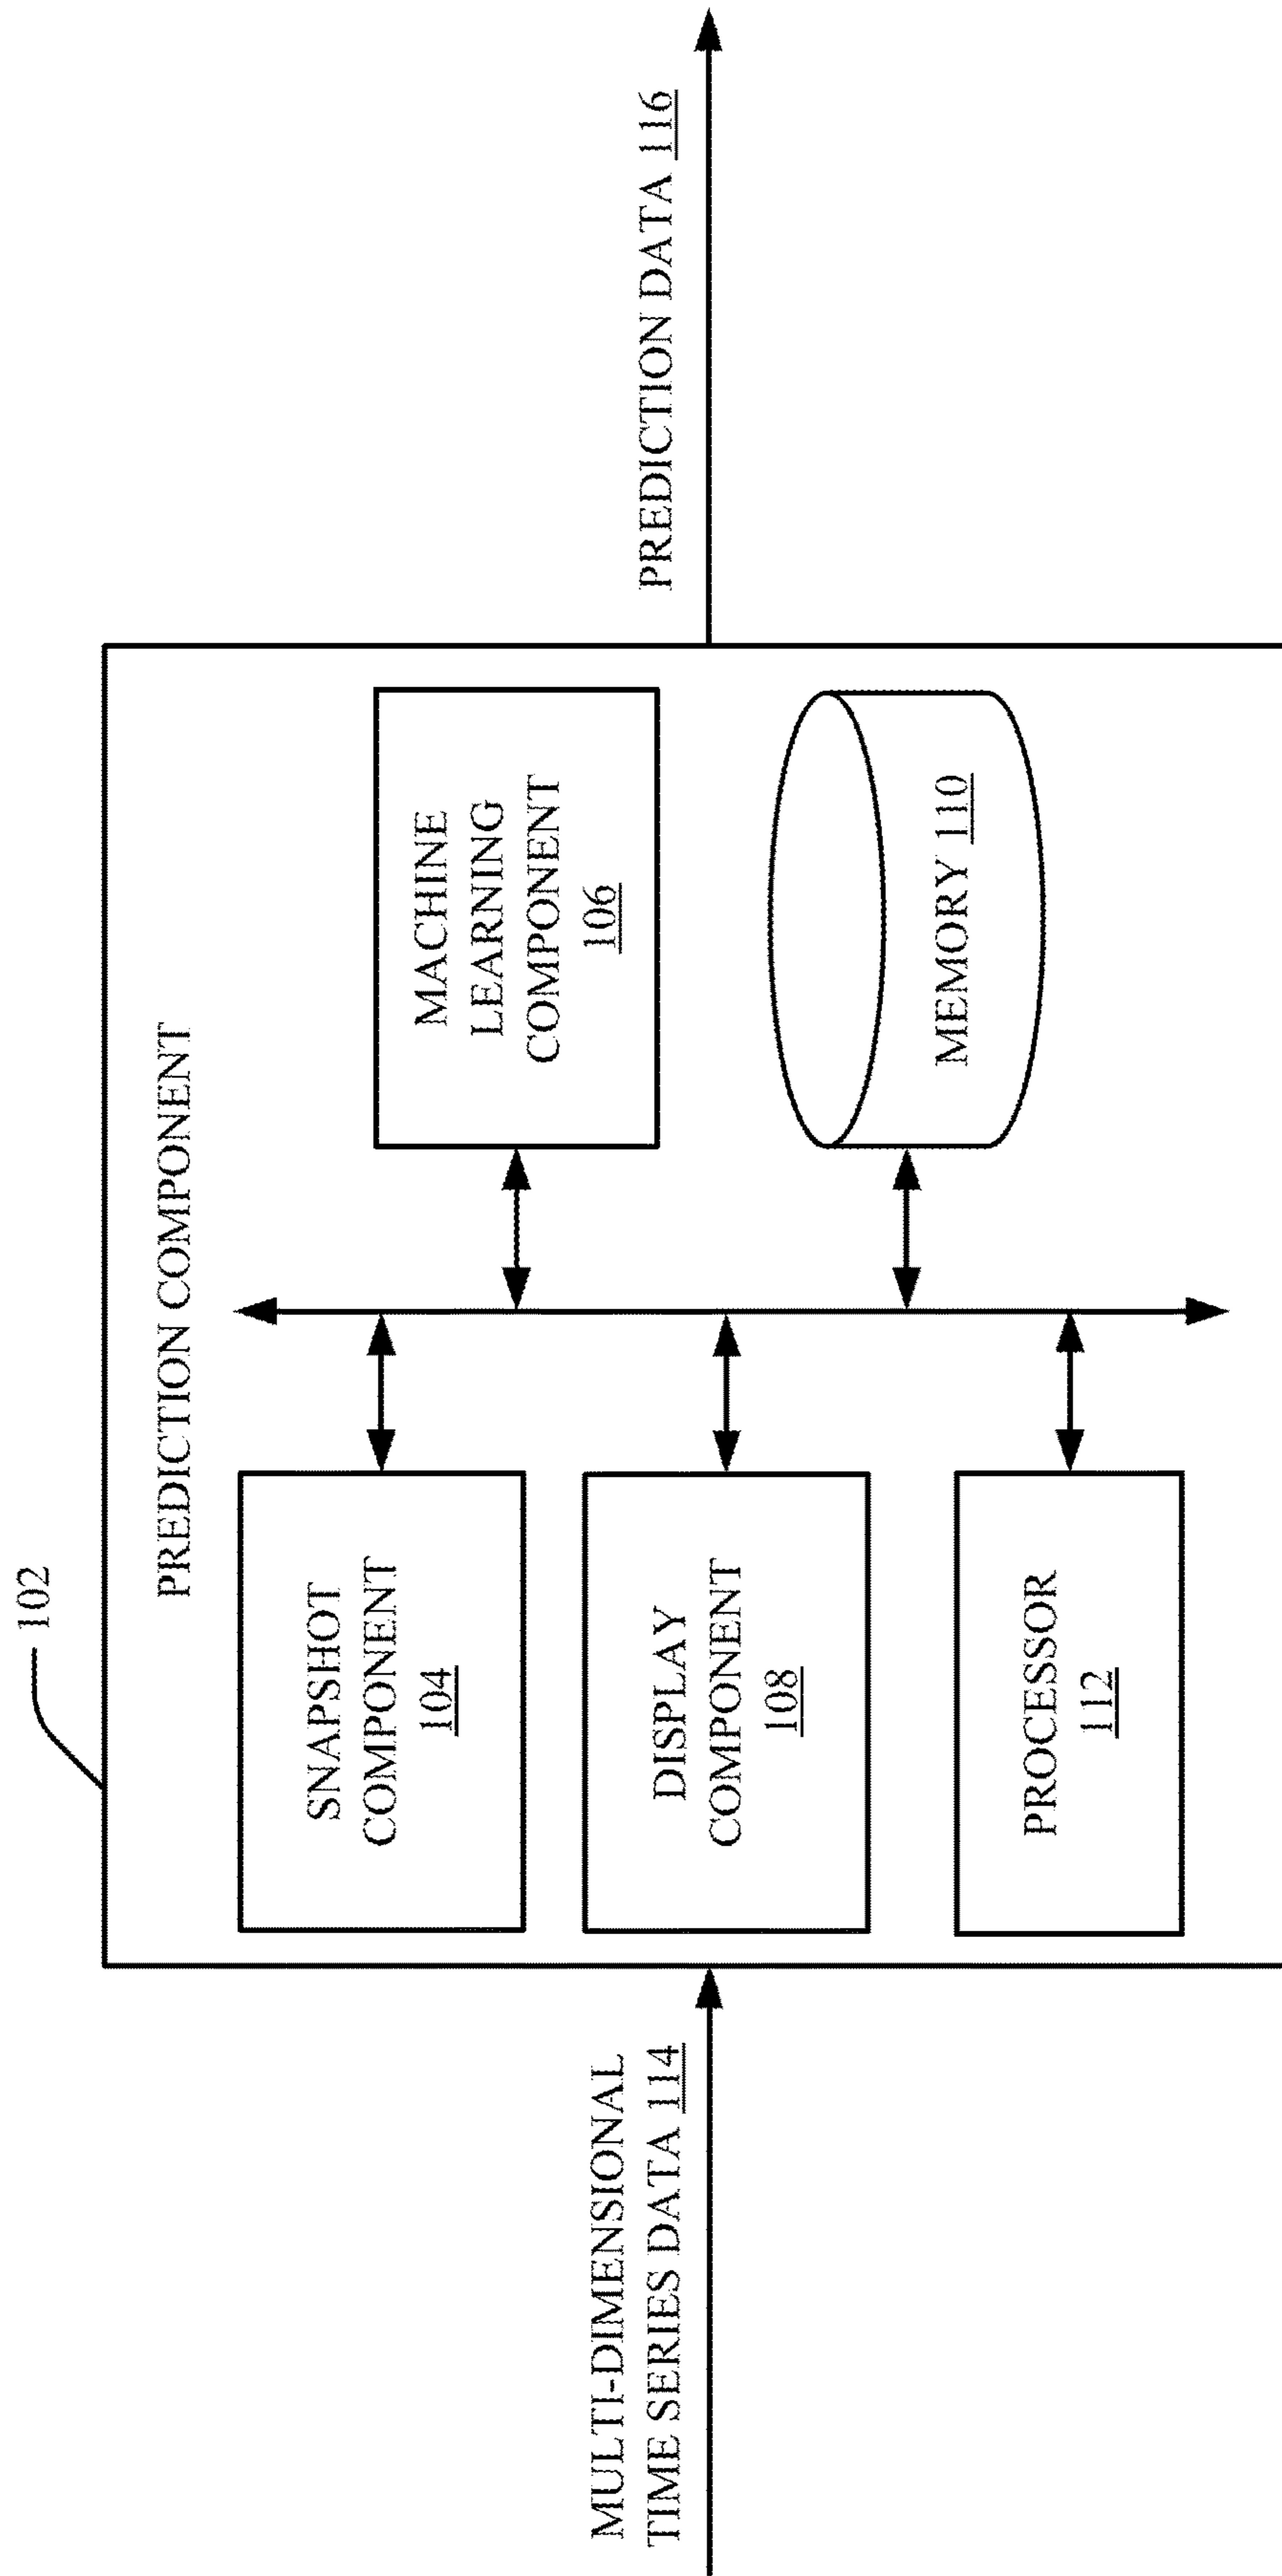 102
PREDICTION COMPONENT
SNAPSHOT
COMPONENT
104
MACHINE
LEARNING
COMPONENT
106
MULTI-DIMENSIONAL
TIME SERIES DATA 114
DISPLAY
COMPONENT
108
PREDICTION DATA 116
MEMORY 110
PROCESSOR
112